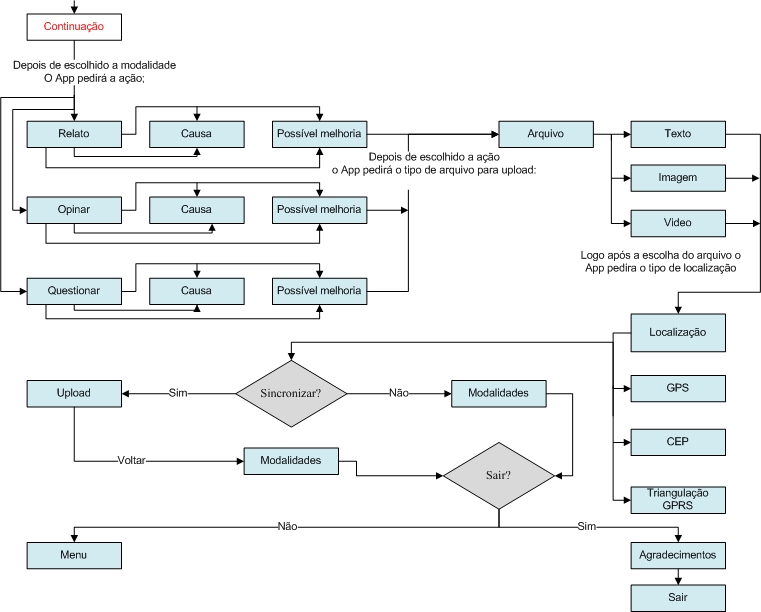 Continuação
Depois de escolhido a modalidade
O App pedirá a ação;
Relato
Causa
Possível melhoria
Arquivo
Texto
Depois de escolhido a ação
o App pedirá o tipo de arquivo para upload:
Imagem
Opinar
Causa
Possível melhoria
Video
Logo após a escolha do arquivo o
App pedira o tipo de localização
Questionar
Causa
Possível melhoria
Localização
Upload
Sim
Sincronizar?
Não
Modalidades
GPS
CEP
Voltar
Modalidades
Sair?
Triangulação
GPRS
Não
Sim
Menu
Agradecimentos
Sair